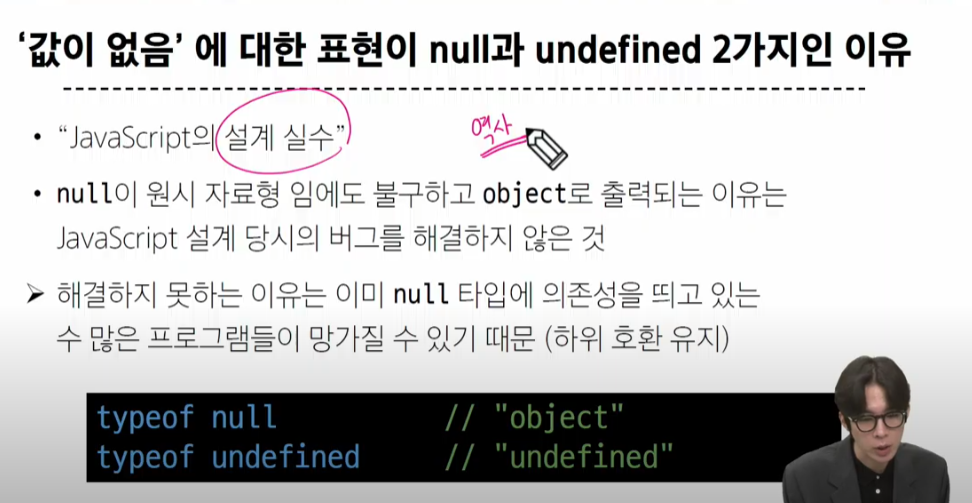 ‘값이 없음’ 에 대한 표현이 null과 undefined 2가지인 이유
• “JavaScript의 설계 실수”
역사
• null이 원시 자료형 임에도 불구하고 object로 출력되는 이유는
JavaScript 설계 당시의 버그를 해결하지 않은 것
➤ 해결하지 못하는 이유는 이미 null 타입에 의존성을 띄고 있는
수 많은 프로그램들이 망가질 수 있기 때문 (하위 호환 유지)
typeof null // "object"
typeof undefined // "undefined"